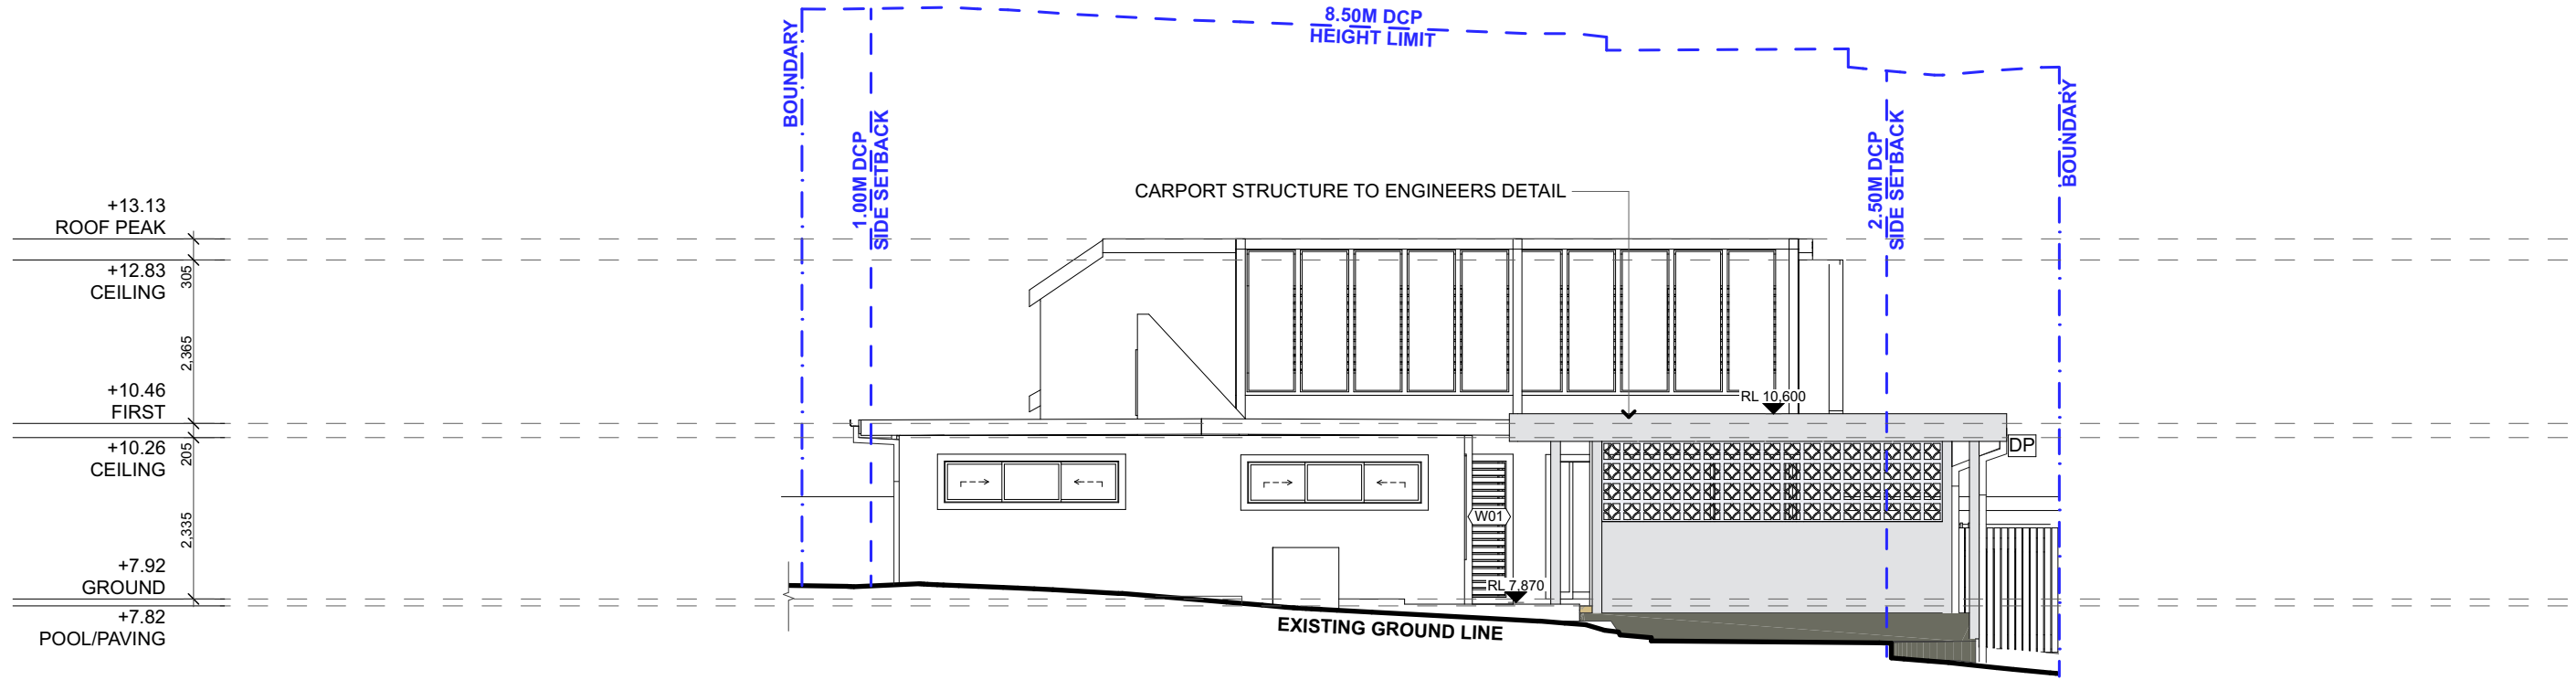 8.50M DCP
HEIGHT LIMIT
BOUNDARY
1.00M DCP
SIDE SETBACK
2.50M DCP
SIDE SETBACK
BOUNDARY
CARPORT STRUCTURE TO ENGINEERS DETAIL
+13.13
ROOF PEAK
+12.83
CEILING
305
2,365
+10.46
FIRST
RL 10,600
+10.26
CEILING
205
DP
2,335
W01
+7.92
GROUND
RL 7,870
+7.82
POOL/PAVING
EXISTING GROUND LINE